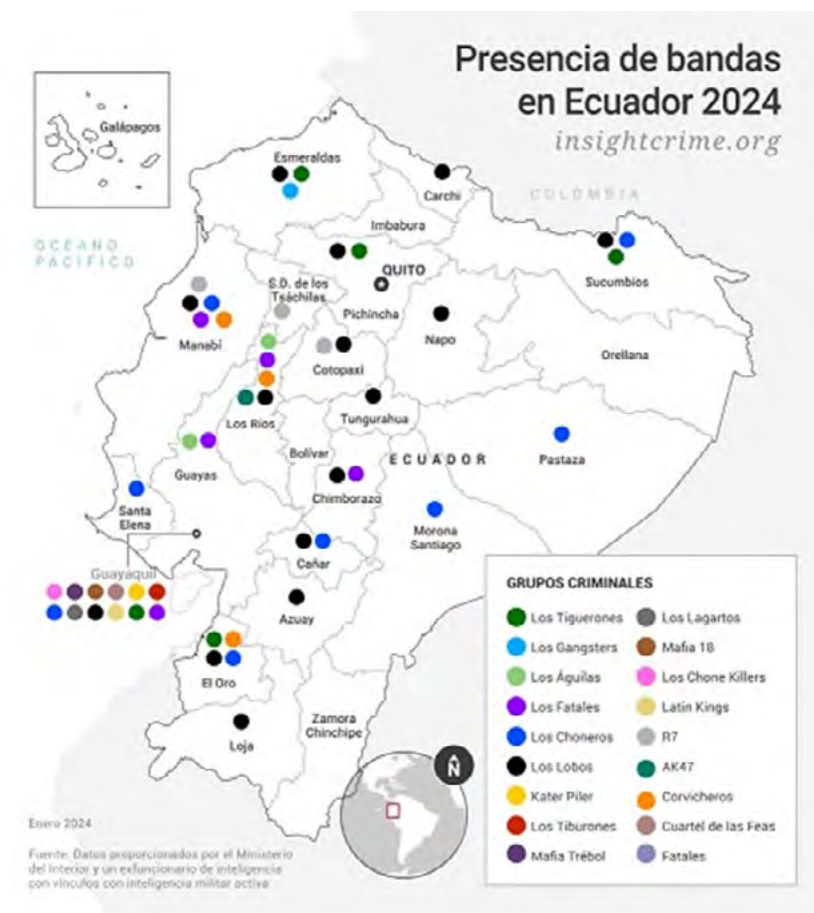 Presencia de bandas
en Ecuador 2024
insightcrime.org
Galápagos
Esmeraldas
Carchi
COLOMBIA
Imbabura
OCEANO
PACÍFICO
QUITO
Sucumbios
S.D. de los
Tsáchilas
Pichincha
Manabí
Napo
Orellana
Cotopaxi
Los Ríos
Tungurahua
Bolívar
ECUADOR
Pastaza
Guayas
Chimborazo
Santa
Elena
Morona
Santiago
Cañar
Guayaquil
Azuay
El Oro
Zamora
Chinchipe
Loja
N
GRUPOS CRIMINALES
Los Tiguerones
Los Gangsters
Los Águilas
Los Fatales
Los Choneros
Los Lobos
Kater Piler
Los Tiburones
Mafia Trébol
Los Lagartos
Mafia 18
Los Chone Killers
Latin Kings
R7
AK47
Corvicheros
Cuartel de las Feas
Fatales
Enero 2024
Fuente: Datos proporcionados por el Ministerio
del Interior y un exfuncionario de inteligencia
con vínculos con inteligencia militar activa